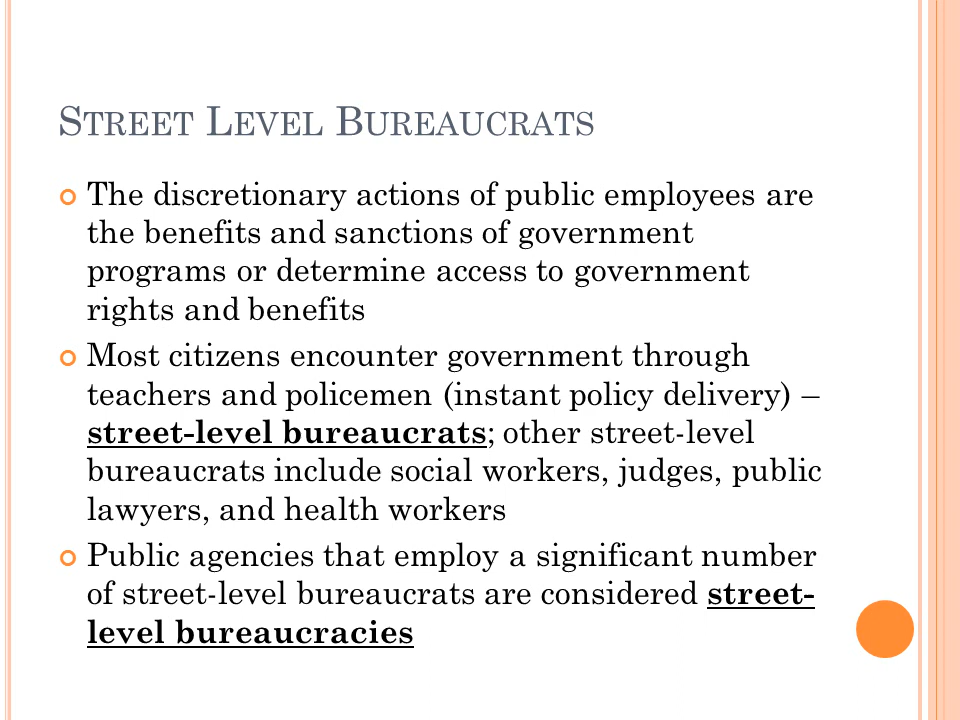 Street Level Bureaucrats
The discretionary actions of public employees are
the benefits and sanctions of government
programs or determine access to government
rights and benefits
Most citizens encounter government through
teachers and policemen (instant policy delivery) –
street-level bureaucrats; other street-level
bureaucrats include social workers, judges, public
lawyers, and health workers
Public agencies that employ a significant number
of street-level bureaucrats are considered street-
level bureaucracies